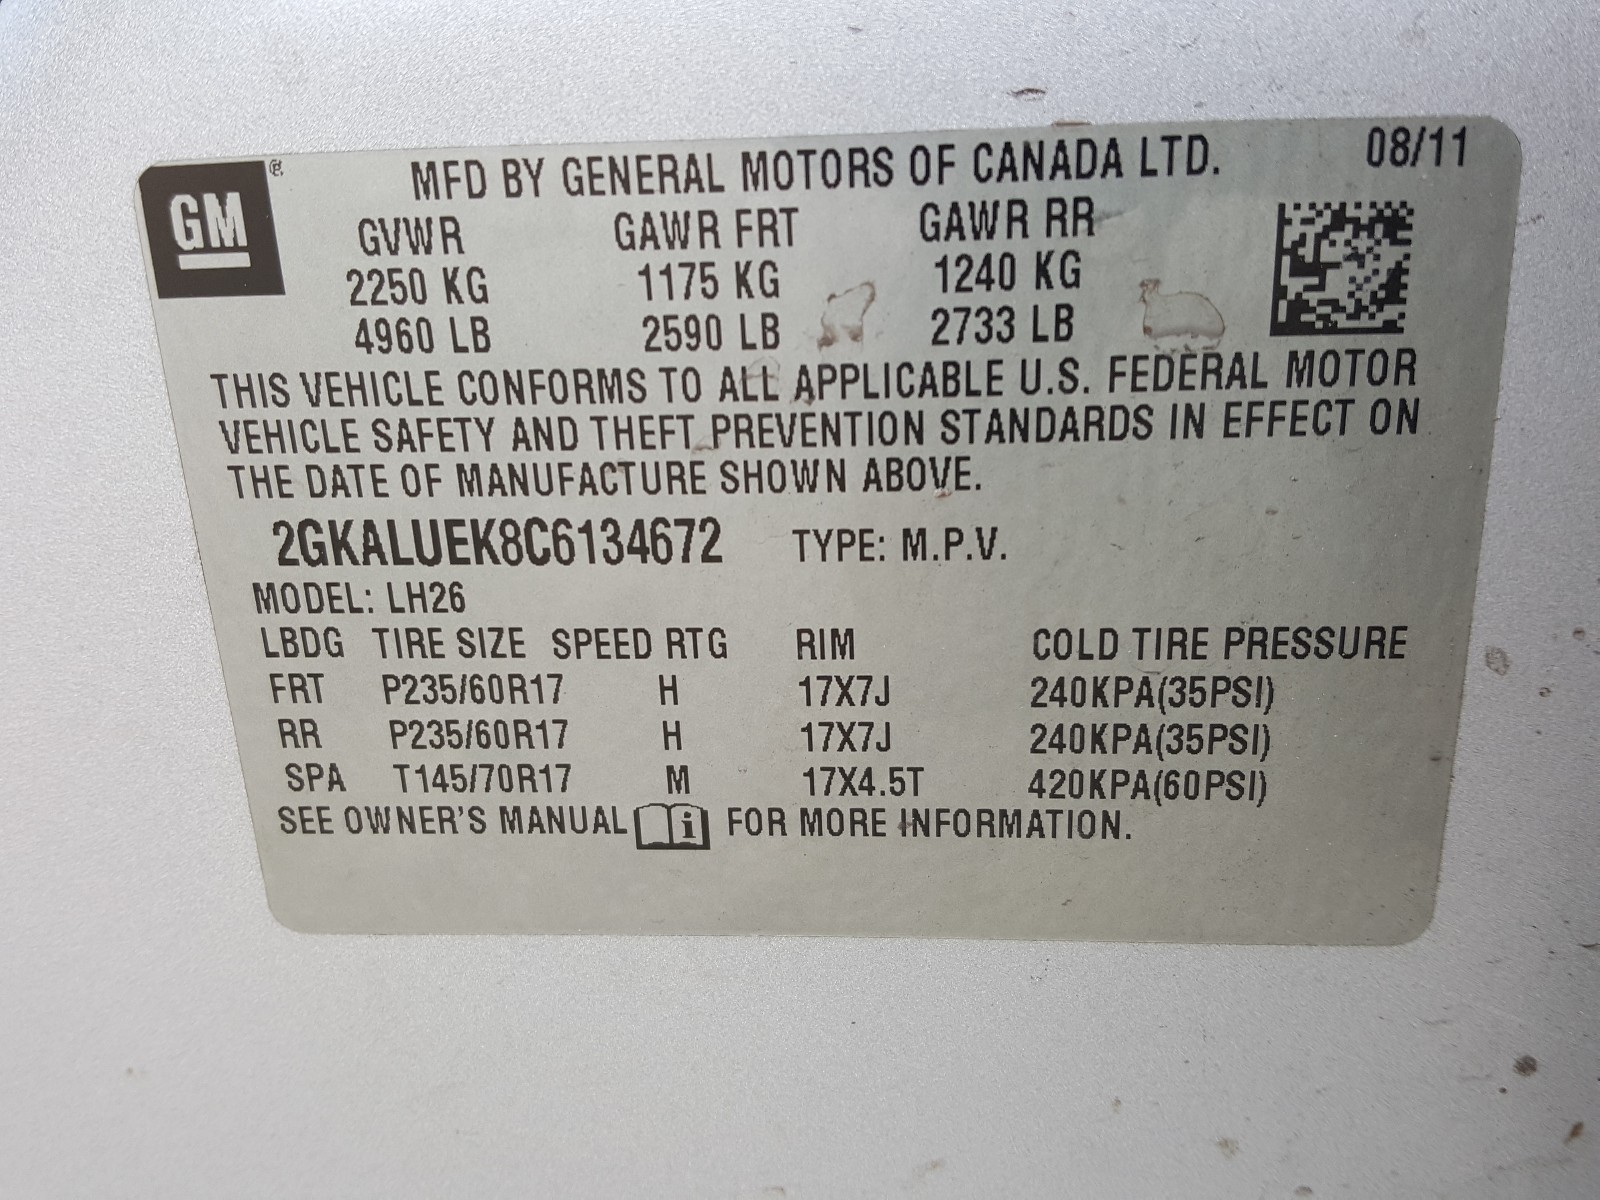 GM ®
MFD BY GENERAL MOTORS OF CANADA LTD. 08/11
GVWR GAWR FRT GAWR RR
2250 KG 1175 KG 1240 KG
4960 LB 2590 LB 2733 LB
THIS VEHICLE CONFORMS TO ALL APPLICABLE U.S. FEDERAL MOTOR
VEHICLE SAFETY AND THEFT PREVENTION STANDARDS IN EFFECT ON
THE DATE OF MANUFACTURE SHOWN ABOVE.
2GKALUEK8C6134672 TYPE: M.P.V.
MODEL: LH26
LBDG TIRE SIZE SPEED RTG RIM COLD TIRE PRESSURE
FRT P235/60R17 H 17X7J 240KPA(35PSI)
RR P235/60R17 H 17X7J 240KPA(35PSI)
SPA T145/70R17 M 17X4.5T 420KPA(60PSI)
SEE OWNER'S MANUAL i FOR MORE INFORMATION.